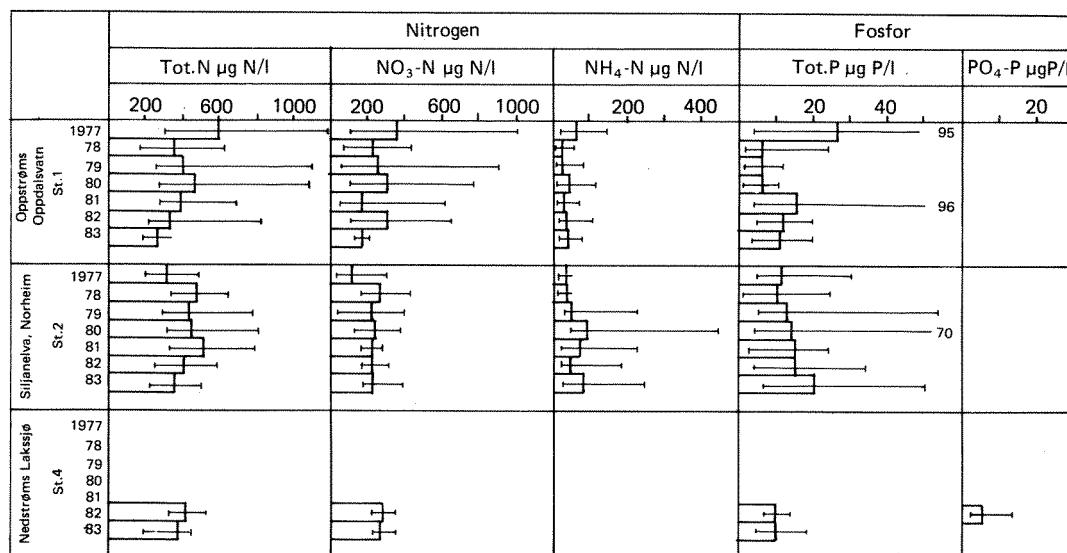 Nitrogen Fosfor
Tot.N µg N/l NO₃-N µg N/l NH₄-N µg N/l Tot.P µg P/l PO₄-P µgP/l
200 600 1000 200 600 1000 200 400 20 40 20
Oppstrøms
Oppdalsvatn
St.1
1977 95
78
79
80
81 96
82
83
Siljanelva, Norheim
St.2
1977
78
79
80 70
81
82
83
Nedstrøms Lakssjø
St.4
1977
78
79
80
81
82
83